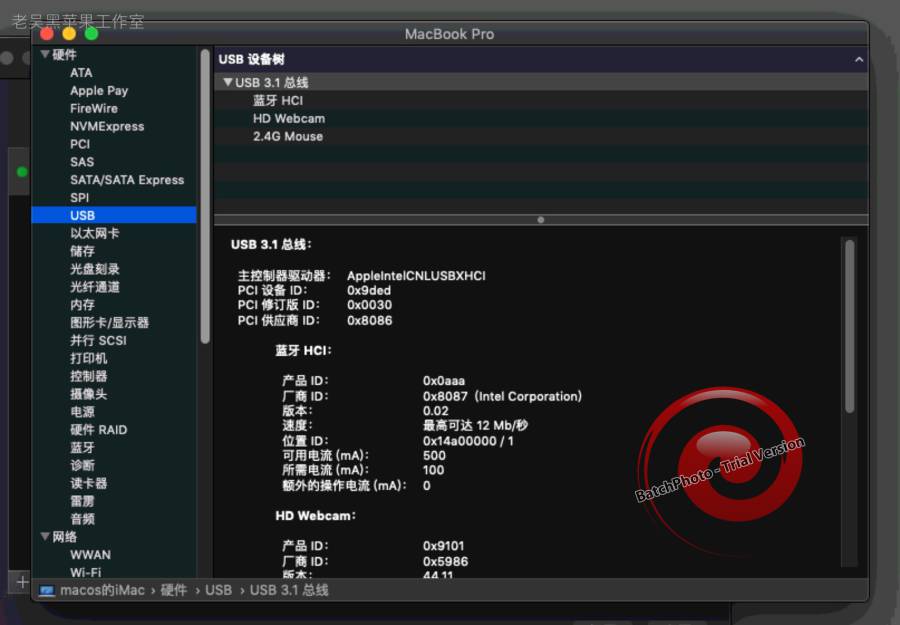 老吴黑苹果工作室
MacBook Pro
硬件
ATA
Apple Pay
FireWire
NVMExpress
PCI
SAS
SATA/SATA Express
SPI
USB
以太网卡
储存
光盘刻录
光纤通道
内存
图形卡/显示器
并行 SCSI
打印机
控制器
摄像头
电源
硬件 RAID
蓝牙
诊断
读卡器
雷雳
音频
网络
WWAN
Wi-Fi
USB 设备树
USB 3.1 总线
蓝牙 HCI
HD Webcam
2.4G Mouse
USB 3.1 总线:
主控制器驱动器: AppleIntelCNLUSBXHCI
PCI 设备 ID: 0x9ded
PCI 修订版 ID: 0x0030
PCI 供应商 ID: 0x8086
蓝牙 HCI:
产品 ID: 0x0aaa
厂商 ID: 0x8087 (Intel Corporation)
版本: 0.02
速度: 最高可达 12 Mb/秒
位置 ID: 0x14a00000 / 1
可用电流 (mA): 500
所需电流 (mA): 100
额外的操作电流 (mA): 0
HD Webcam:
产品 ID: 0x9101
厂商 ID: 0x5986
版本: 44.11
BatchPhoto - Trial Version
macos的iMac › 硬件 › USB › USB 3.1 总线